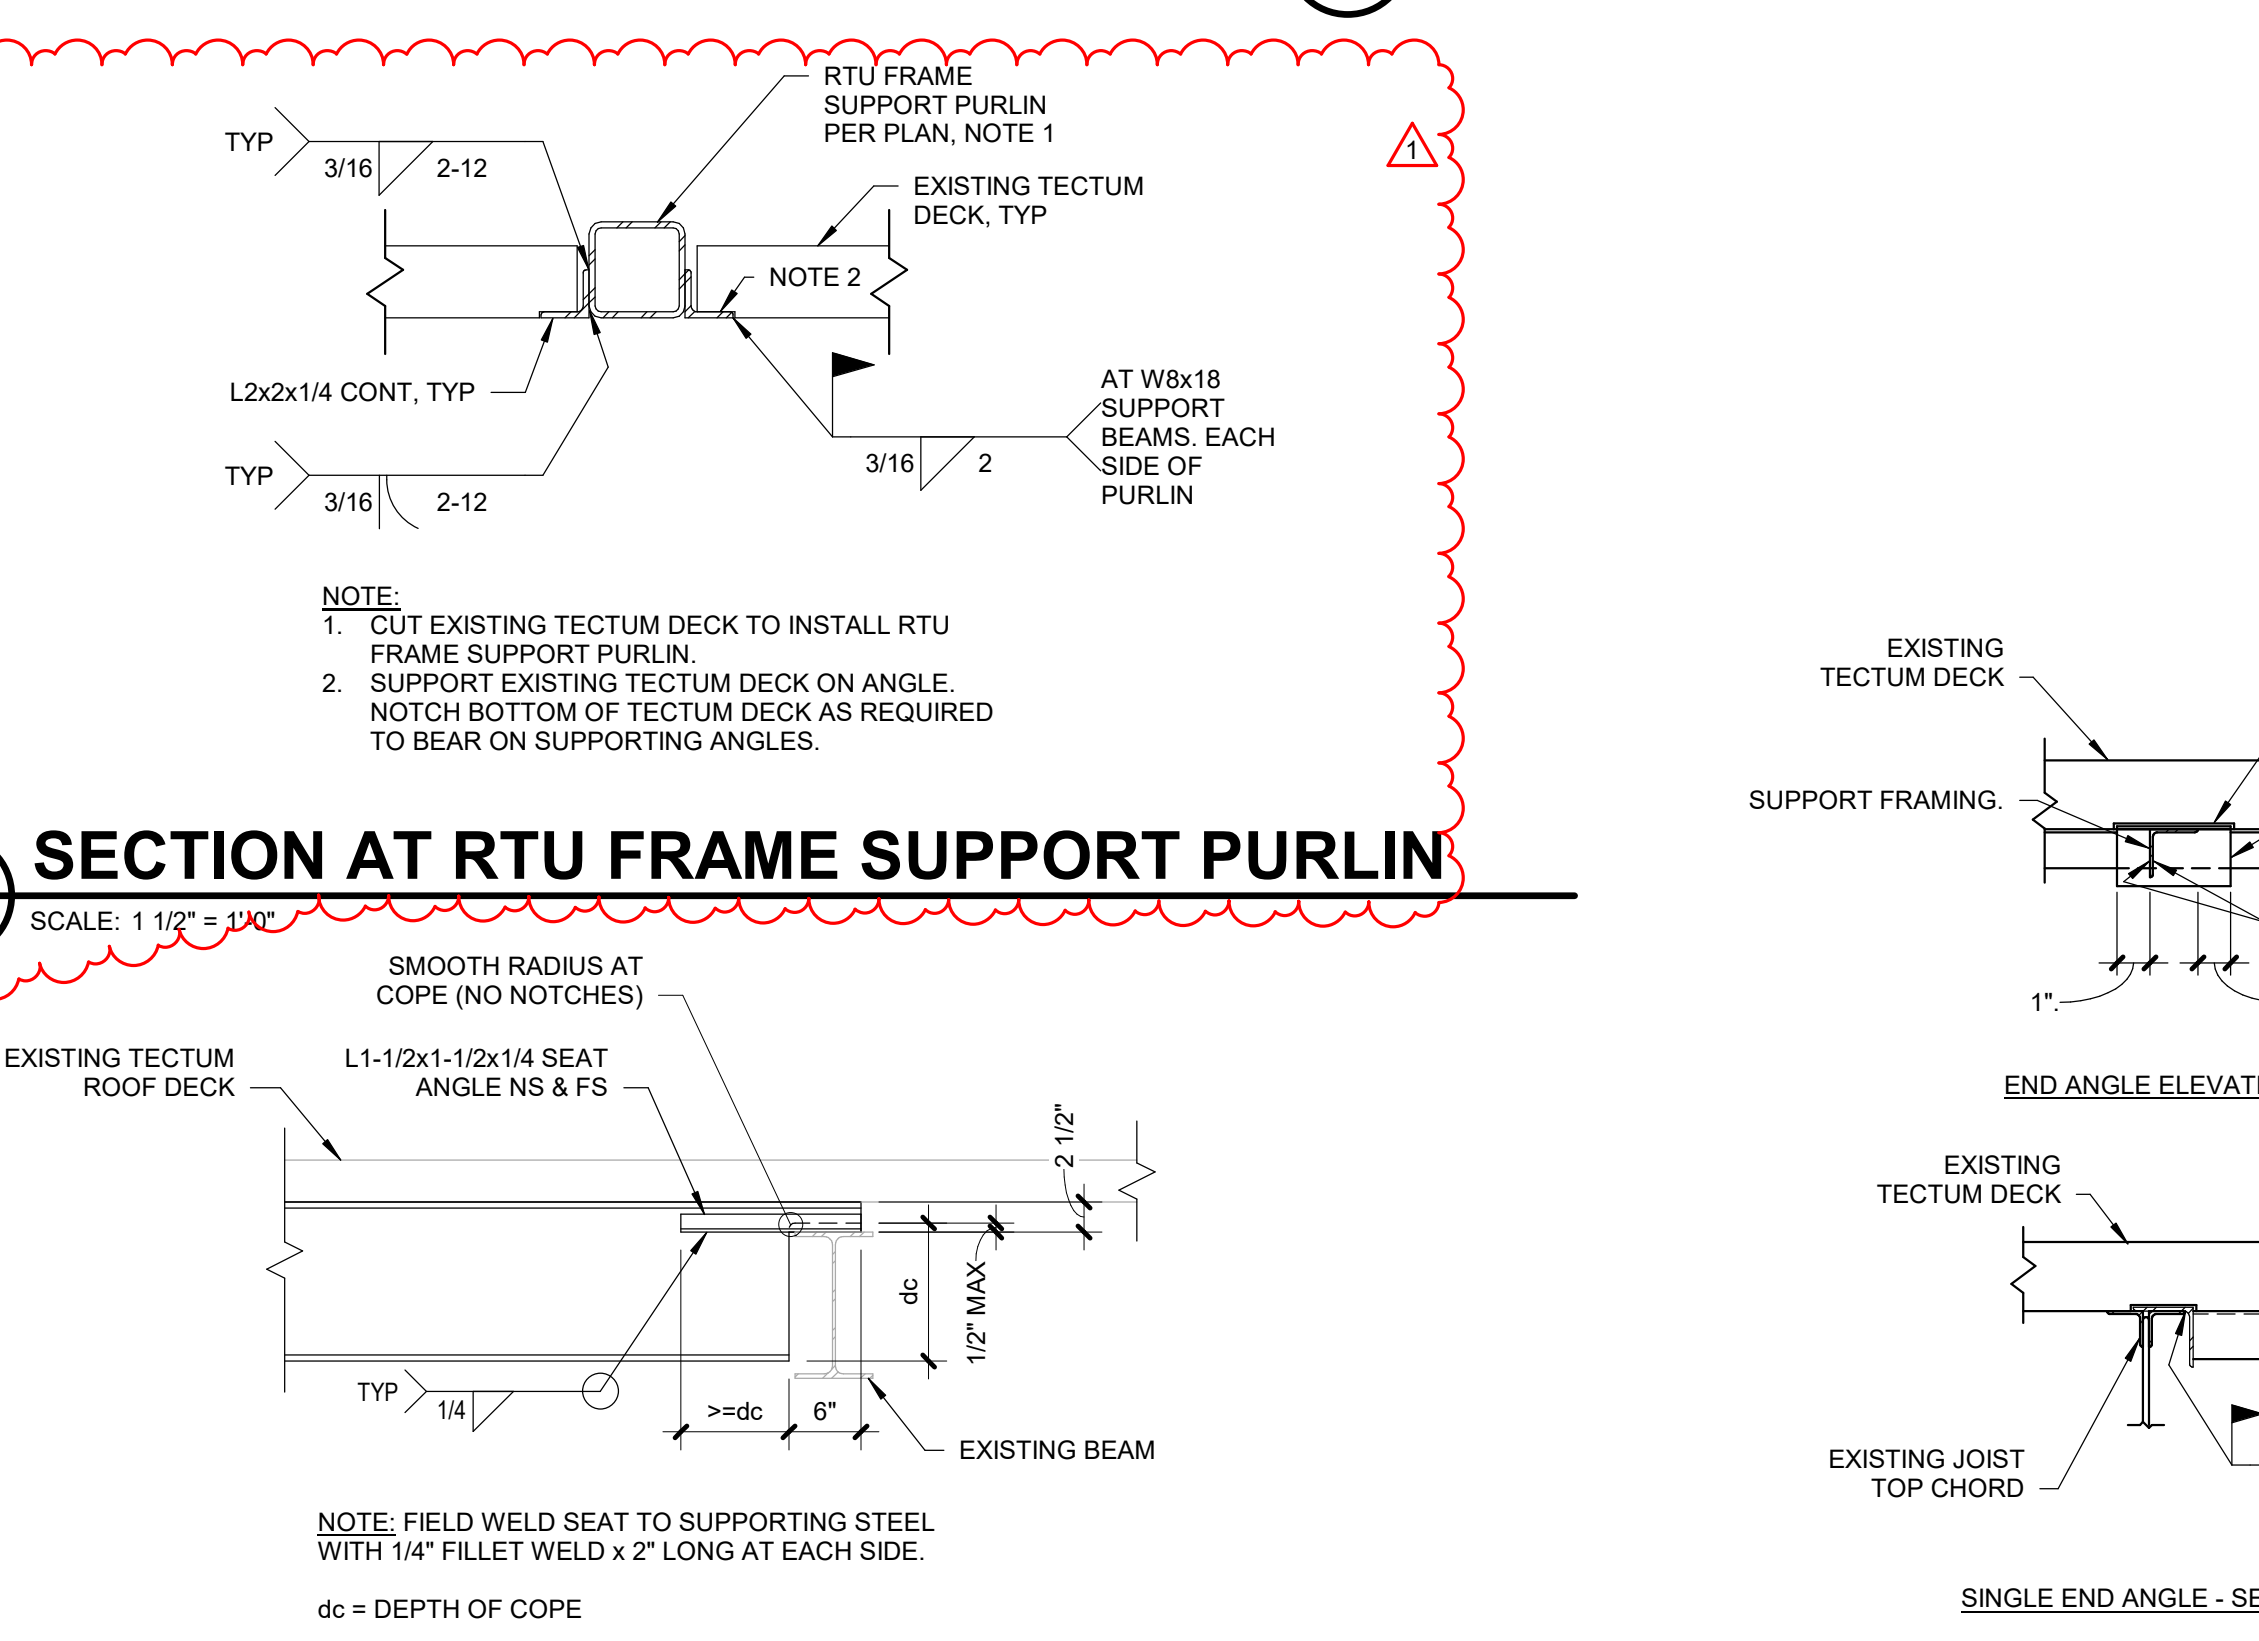 RTU FRAME
SUPPORT PURLIN
PER PLAN, NOTE 1
1
TYP
3/16
2-12
EXISTING TECTUM
DECK, TYP
NOTE 2
L2x2x1/4 CONT, TYP
AT W8x18
SUPPORT
BEAMS. EACH
SIDE OF
PURLIN
3/16
2
TYP
3/16
2-12
NOTE:
1. CUT EXISTING TECTUM DECK TO INSTALL RTU
FRAME SUPPORT PURLIN.
2. SUPPORT EXISTING TECTUM DECK ON ANGLE.
NOTCH BOTTOM OF TECTUM DECK AS REQUIRED
TO BEAR ON SUPPORTING ANGLES.
SECTION AT RTU FRAME SUPPORT PURLIN
SCALE: 1 1/2" = 1'-0"
SMOOTH RADIUS AT
COPE (NO NOTCHES)
EXISTING TECTUM
ROOF DECK
L1-1/2x1-1/2x1/4 SEAT
ANGLE NS & FS
2 1/2"
dc
1/2" MAX
TYP
1/4
>=dc
6"
EXISTING BEAM
NOTE: FIELD WELD SEAT TO SUPPORTING STEEL
WITH 1/4" FILLET WELD x 2" LONG AT EACH SIDE.
dc = DEPTH OF COPE
EXISTING
TECTUM DECK
SUPPORT FRAMING.
1".
END ANGLE ELEVATI
EXISTING
TECTUM DECK
EXISTING JOIST
TOP CHORD
SINGLE END ANGLE - SE